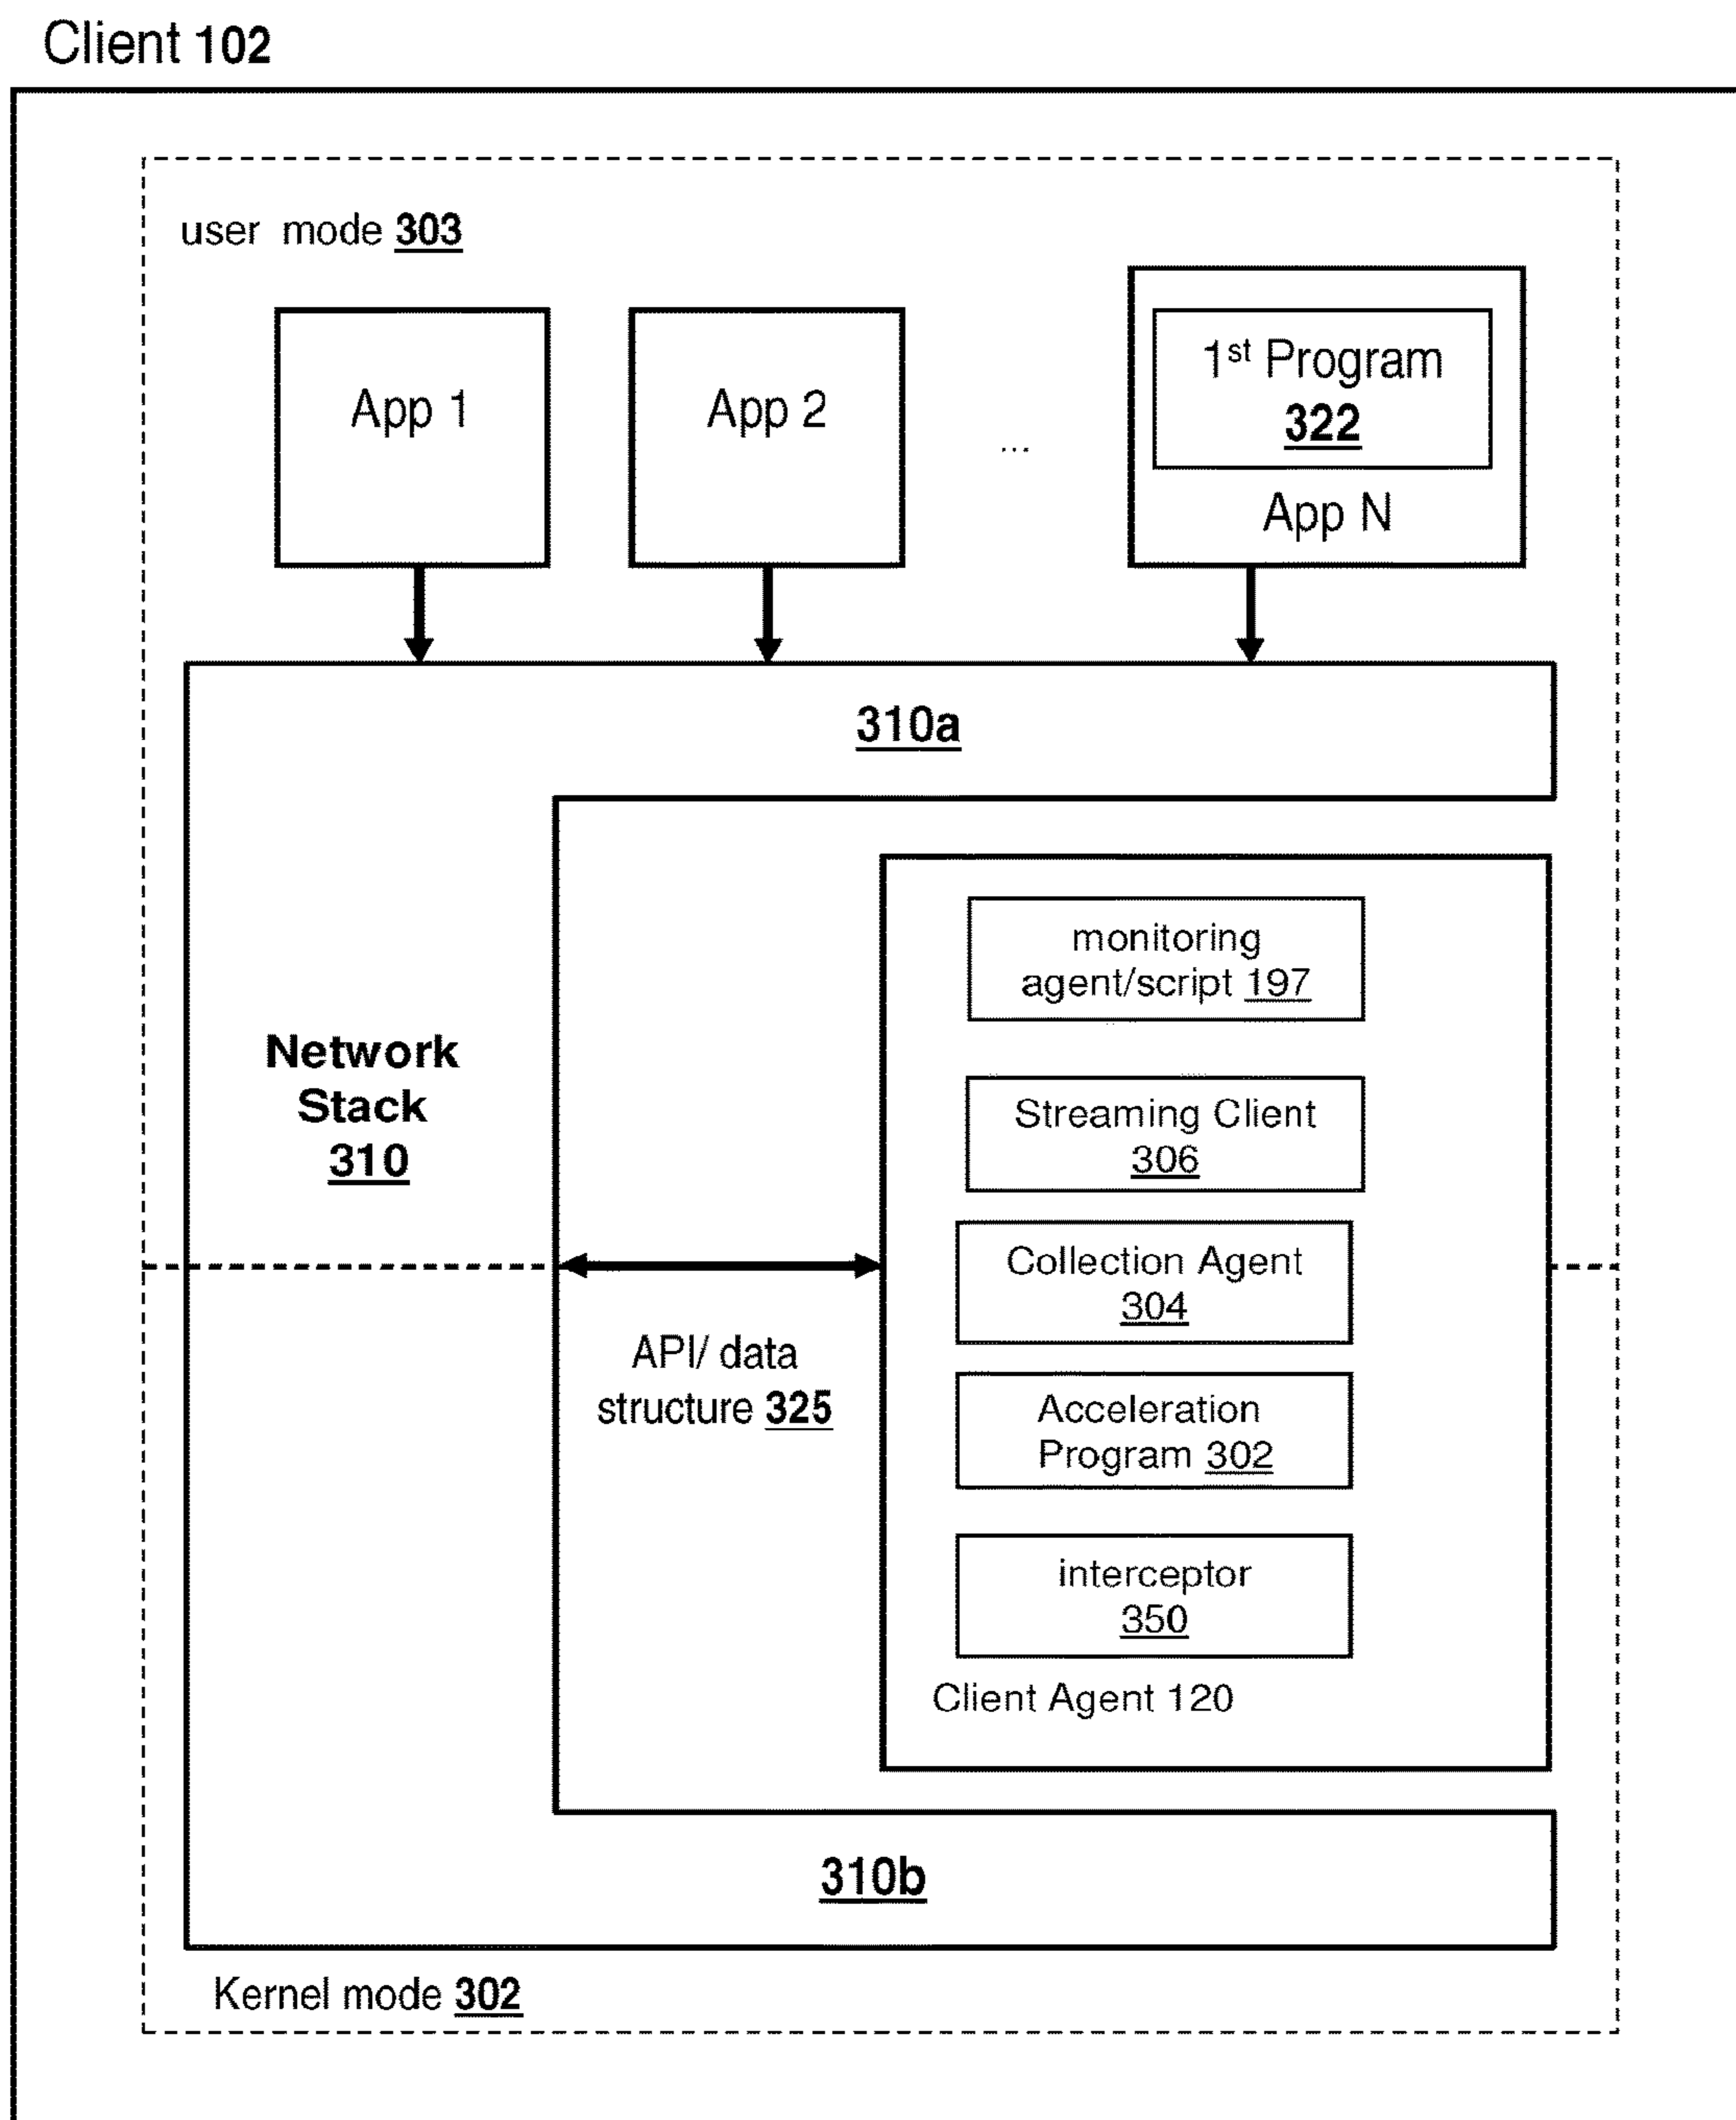 Client 102
user mode 303
App 1
App 2
...
1st Program
322
App N
310a
Network
Stack
310
monitoring
agent/script 197
Streaming Client
306
Collection Agent
304
API/ data
structure 325
Acceleration
Program 302
interceptor
350
Client Agent 120
310b
Kernel mode 302